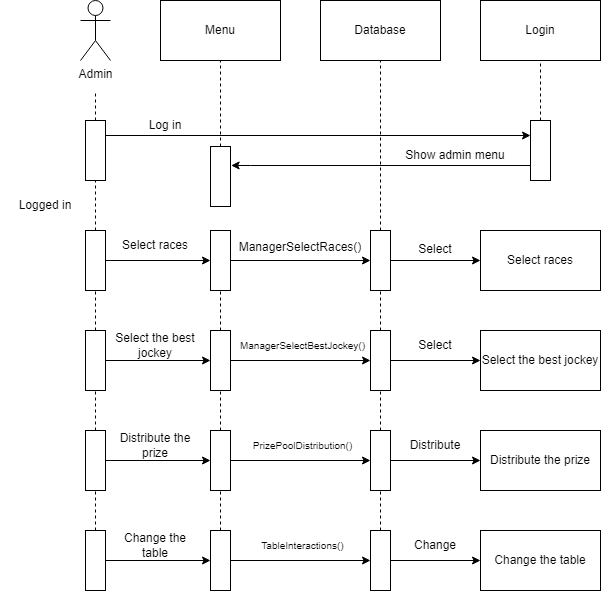 Menu
Database
Login
Admin
Log in
Show admin menu
Logged in
Select races
ManagerSelectRaces()
Select
Select races
Select the best
jockey
ManagerSelectBestJockey()
Select
Select the best jockey
Distribute the
prize
PrizePoolDistribution()
Distribute
Distribute the prize
Change the
table
TableInteractions()
Change
Change the table